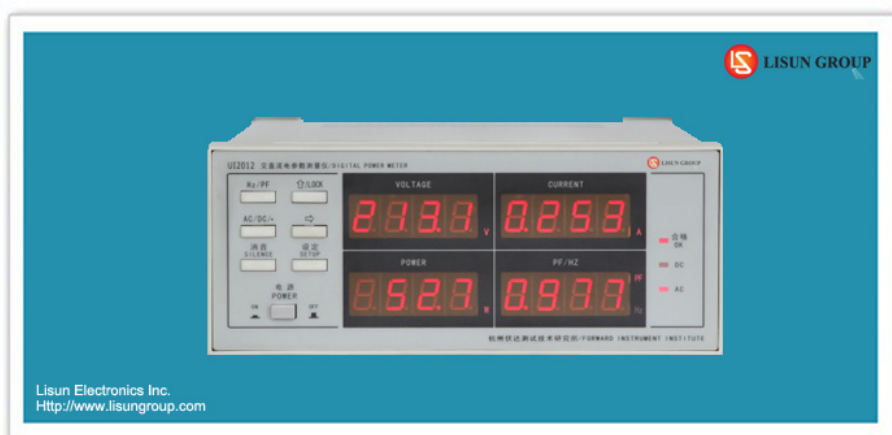 LS LISUN GROUP
UI2012 交直流电参数测量仪/DIGITAL POWER METER
LISUN GROUP
Hz/PF
⇧/LOCK
VOLTAGE
CURRENT
213.1 V
0.253 A
AC/DC/~
⇨
消音
SILENCE
设定
SETUP
POWER
PF/HZ
52.7 W
0.977 PF
Hz
电源
POWER
ON
OFF
合格
OK
DC
AC
杭州伏达测试技术研究所/FORWARD INSTRUMENT INSTITUTE
Lisun Electronics Inc.
Http://www.lisungroup.com